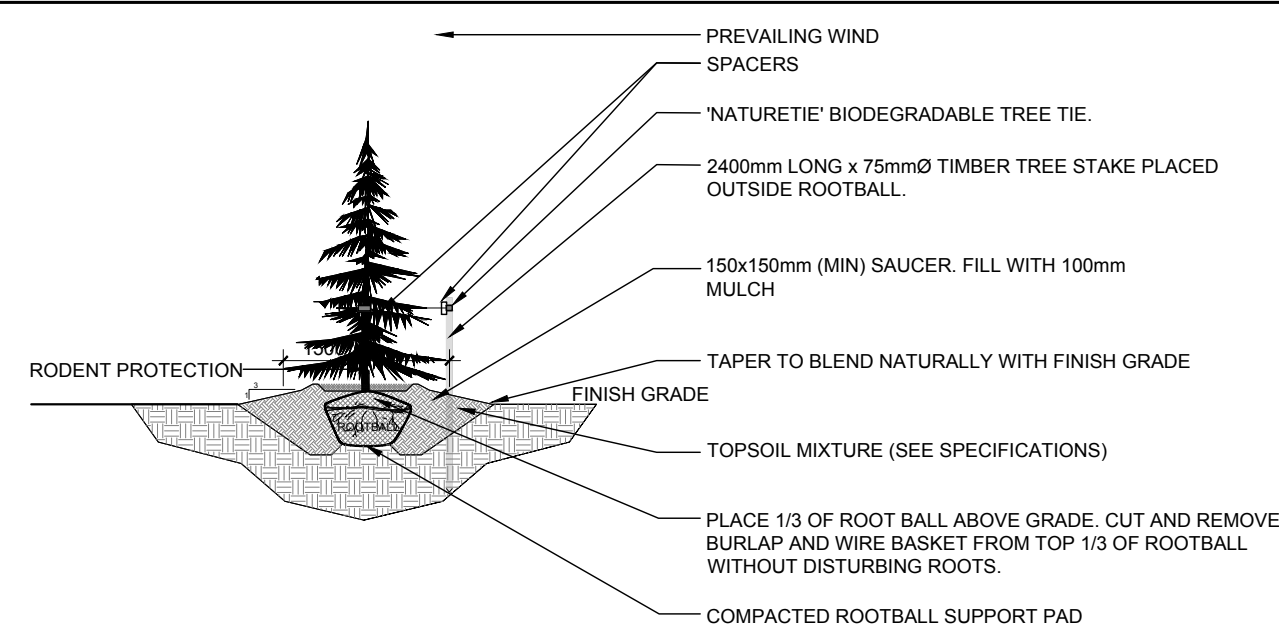 PREVAILING WIND
SPACERS
'NATURETIE' BIODEGRADABLE TREE TIE.
2400mm LONG x 75mmØ TIMBER TREE STAKE PLACED
OUTSIDE ROOTBALL.
150x150mm (MIN) SAUCER. FILL WITH 100mm
MULCH
RODENT PROTECTION
TAPER TO BLEND NATURALLY WITH FINISH GRADE
3
1
FINISH GRADE
ROOTBALL
TOPSOIL MIXTURE (SEE SPECIFICATIONS)
PLACE 1/3 OF ROOT BALL ABOVE GRADE. CUT AND REMOVE
BURLAP AND WIRE BASKET FROM TOP 1/3 OF ROOTBALL
WITHOUT DISTURBING ROOTS.
COMPACTED ROOTBALL SUPPORT PAD